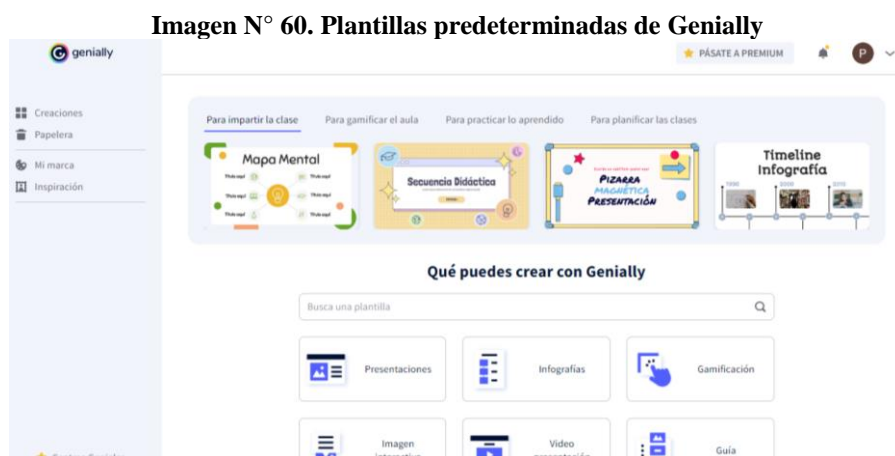 Imagen N° 60. Plantillas predeterminadas de Genially
genially
PÁSATE A PREMIUM
P
Creaciones
Papelera
Mi marca
Inspiración
Para impartir la clase
Para gamificar el aula
Para practicar lo aprendido
Para planificar las clases
Mapa Mental
Secuencia Didáctica
PIZARRA
MAGNÉTICA
PRESENTACIÓN
Timeline
Infografía
Qué puedes crear con Genially
Busca una plantilla
Presentaciones
Infografías
Gamificación
Imagen
interactiva
Video
presentación
Guía